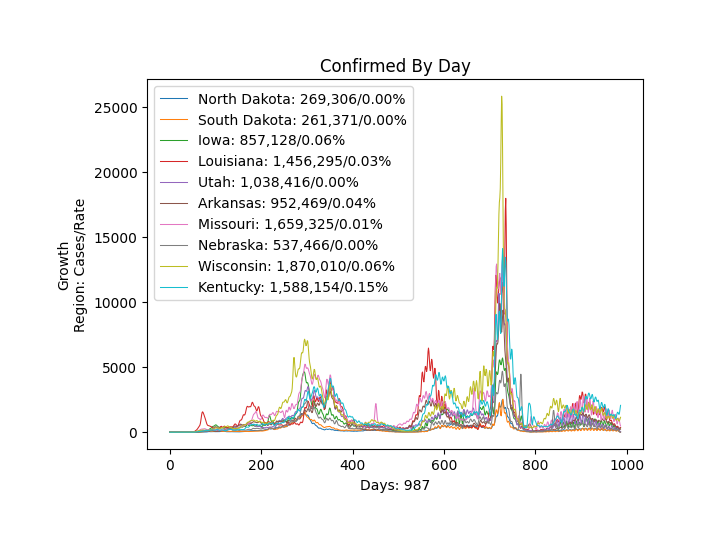 Confirmed By Day
Growth
Region: Cases/Rate
25000
20000
15000
10000
5000
0
North Dakota: 269,306/0.00%
South Dakota: 261,371/0.00%
Iowa: 857,128/0.06%
Louisiana: 1,456,295/0.03%
Utah: 1,038,416/0.00%
Arkansas: 952,469/0.04%
Missouri: 1,659,325/0.01%
Nebraska: 537,466/0.00%
Wisconsin: 1,870,010/0.06%
Kentucky: 1,588,154/0.15%
0 200 400 600 800 1000
Days: 987